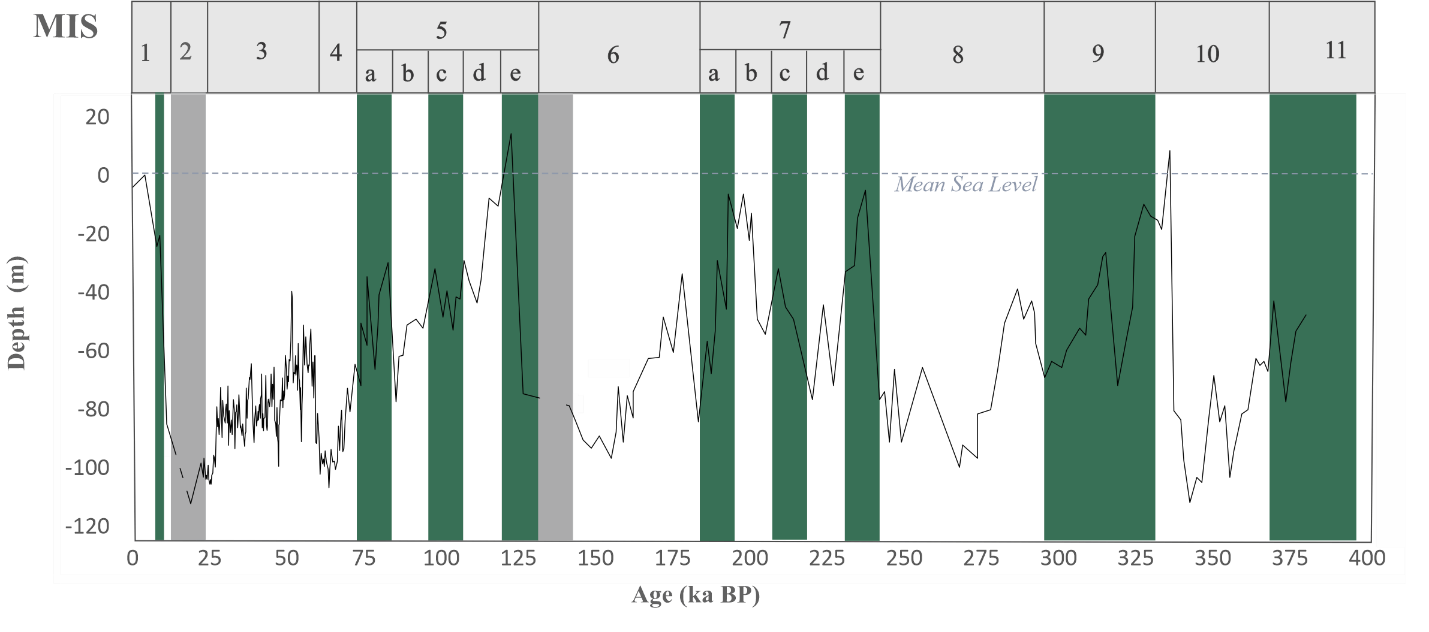 MIS
1 2 3 4 5 6 7 8 9 10 11
a b c d e a b c d e
20
0
-20
-40
-60
-80
-100
-120
Depth (m)
Mean Sea Level
0 25 50 75 100 125 150 175 200 225 250 275 300 325 350 375 400
Age (ka BP)